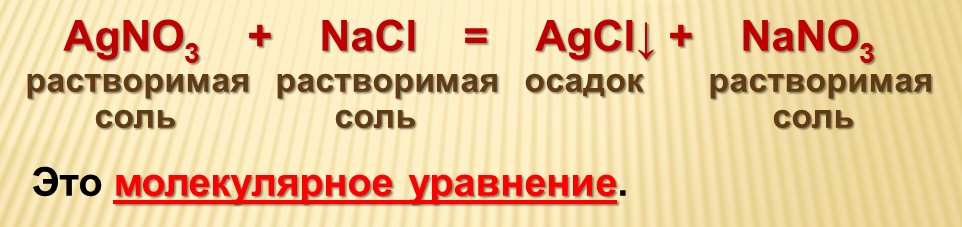 AgNO₃ + NaCl = AgCl↓ + NaNO₃
растворимая растворимая осадок растворимая
соль соль соль
Это молекулярное уравнение.